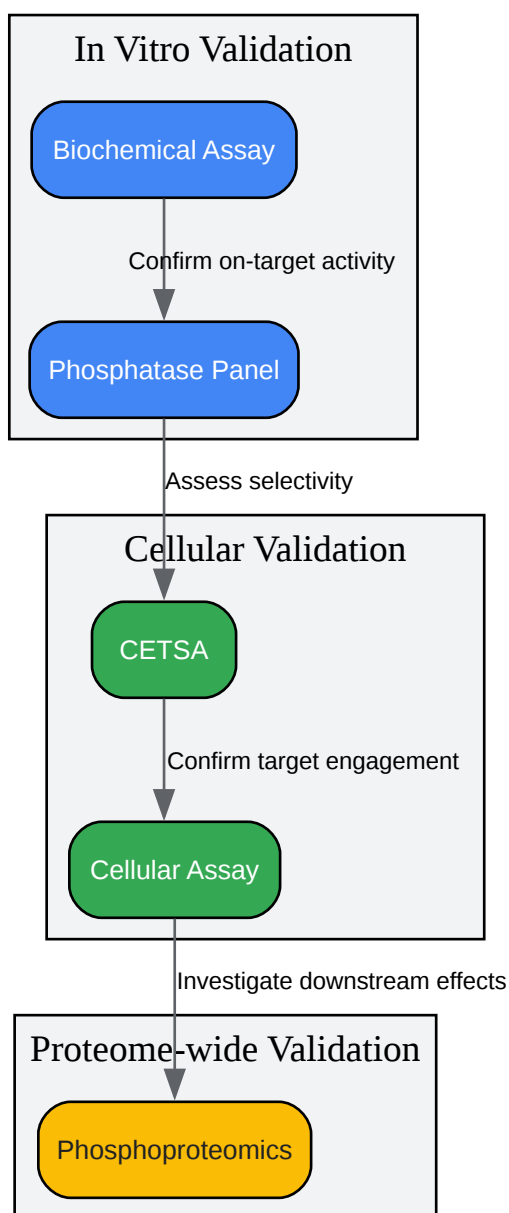 In Vitro Validation
Biochemical Assay
Confirm on-target activity
Phosphatase Panel
Assess selectivity
Cellular Validation
CETSA
Confirm target engagement
Cellular Assay
Investigate downstream effects
Proteome-wide Validation
Phosphoproteomics